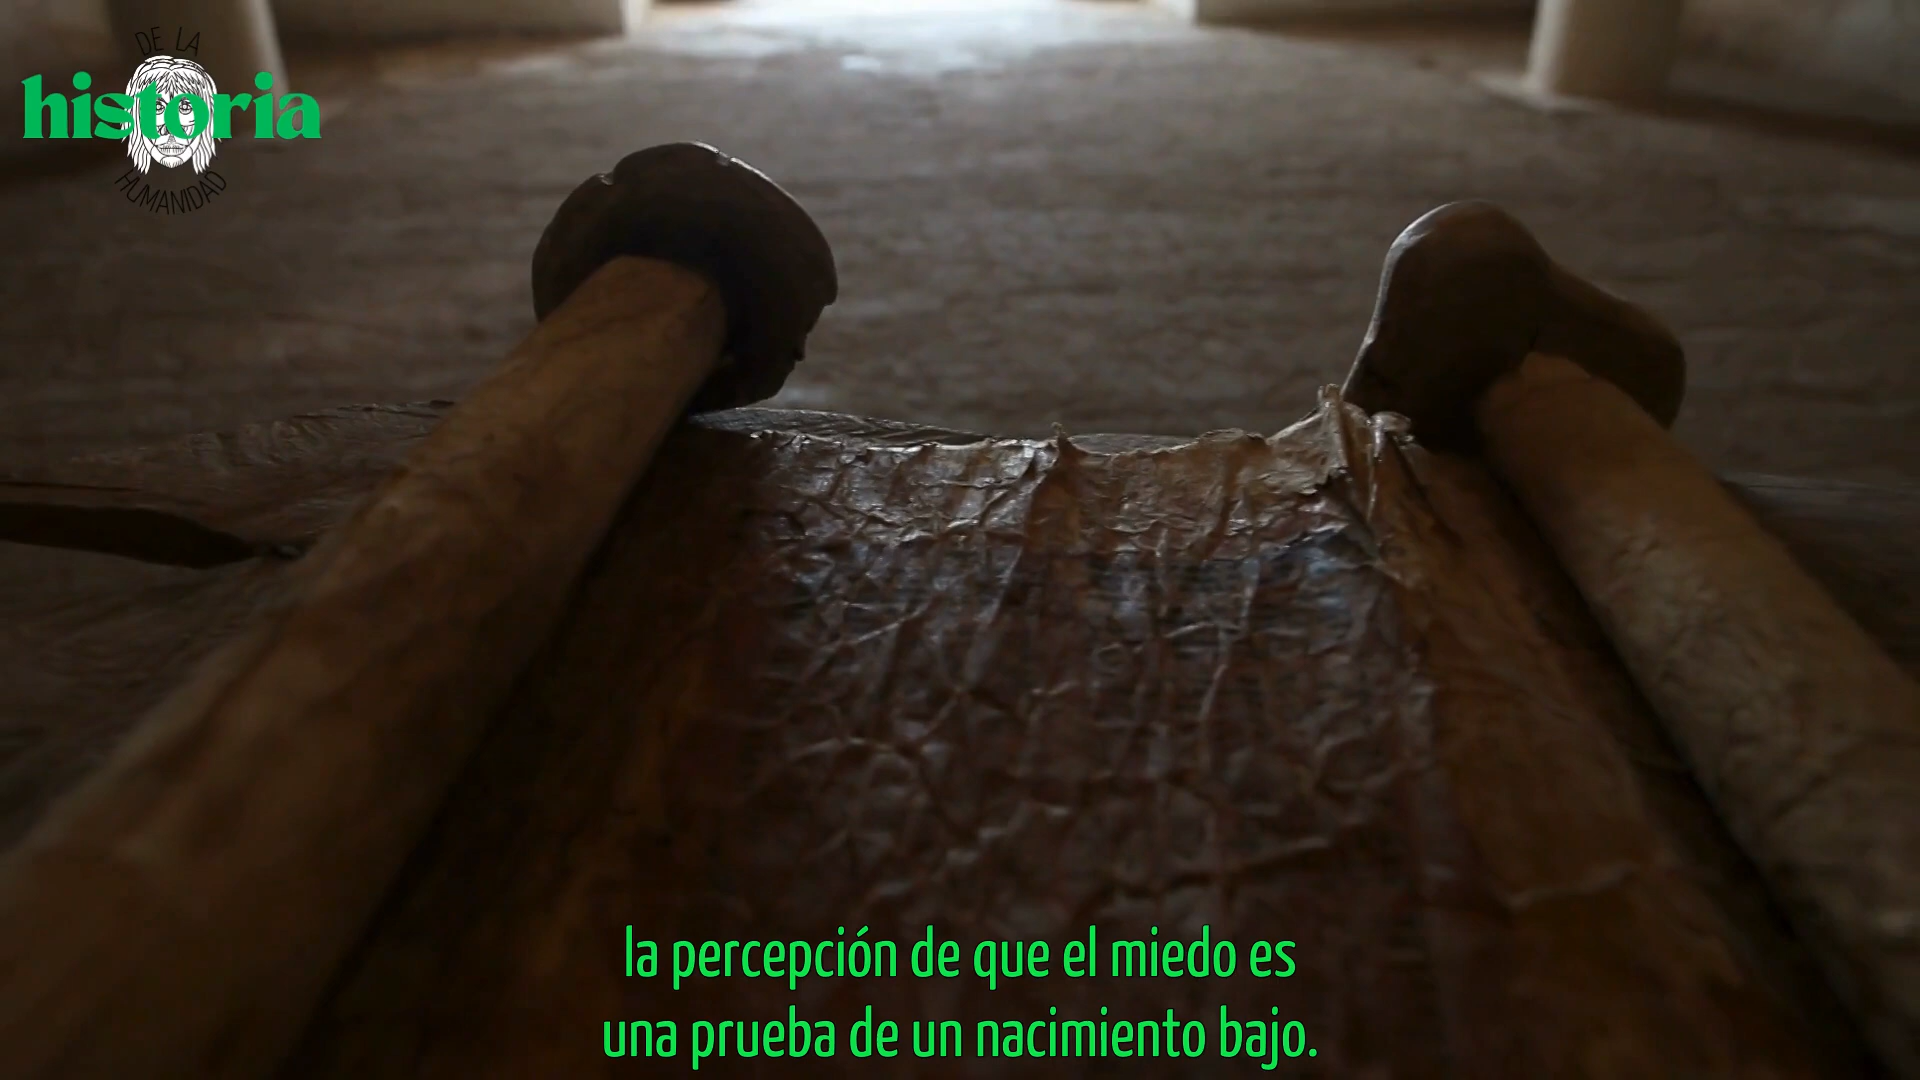 DE LA
historia
HUMANIDAD
la percepción de que el miedo es
una prueba de un nacimiento bajo.